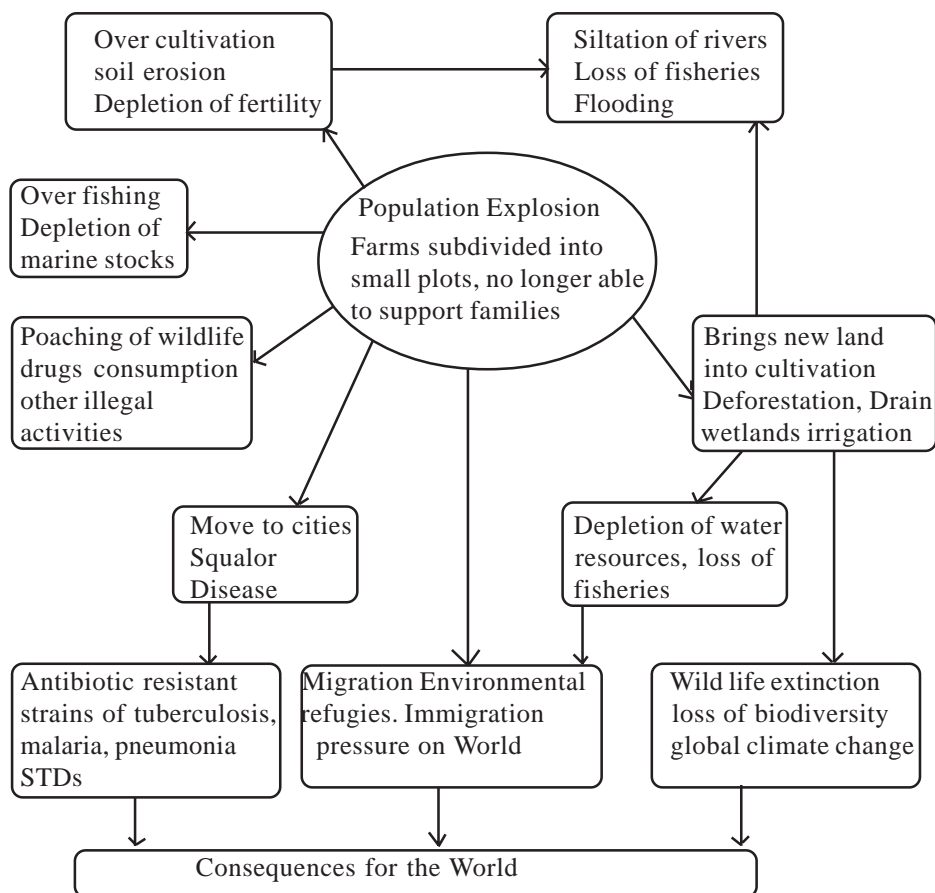 Over cultivation
soil erosion
Depletion of fertility
Siltation of rivers
Loss of fisheries
Flooding
Over fishing
Depletion of
marine stocks
Population Explosion
Farms subdivided into
small plots, no longer able
to support families
Poaching of wildlife
drugs consumption
other illegal
activities
Brings new land
into cultivation
Deforestation, Drain
wetlands irrigation
Move to cities
Squalor
Disease
Depletion of water
resources, loss of
fisheries
Antibiotic resistant
strains of tuberculosis,
malaria, pneumonia
STDs
Migration Environmental
refugies. Immigration
pressure on World
Wild life extinction
loss of biodiversity
global climate change
Consequences for the World